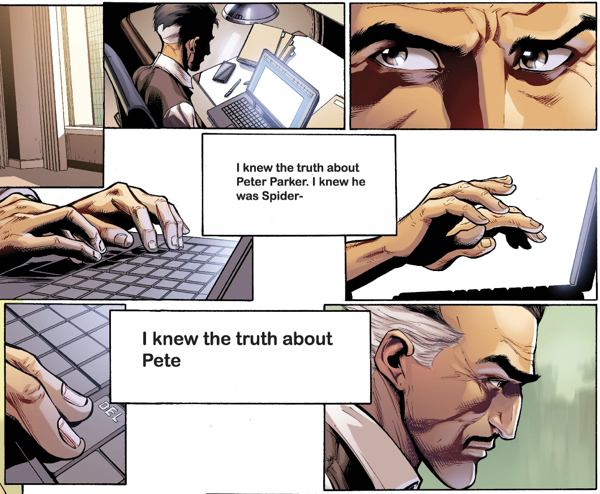 I knew the truth about
Peter Parker. I knew he
was Spider-
I knew the truth about
Pete
DEL